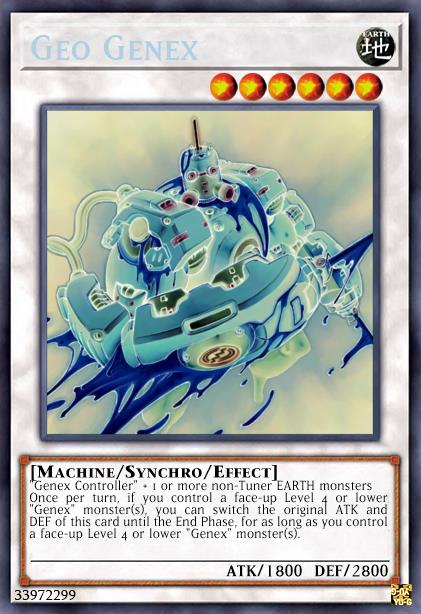 Geo Genex
EARTH
地
[Machine/Synchro/Effect]
"Genex Controller" + 1 or more non-Tuner EARTH monsters
Once per turn, if you control a face-up Level 4 or lower
"Genex" monster(s), you can switch the original ATK and
DEF of this card until the End Phase, for as long as you control
a face-up Level 4 or lower "Genex" monster(s).
ATK/1800 DEF/2800
33972299